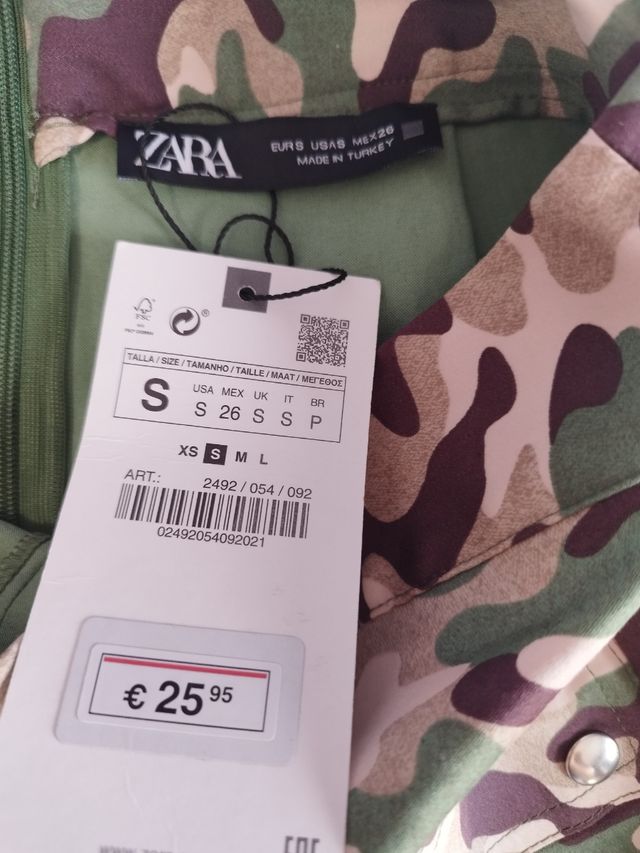 ZARA
EUR S USA S MEX 26
MADE IN TURKEY
FSC
TALLA / SIZE / TAMANHO / TAILLE / MAAT / ΜΕΓΕΘΟΣ
S
USA MEX UK IT BR
S 26 S S P
XS S M L
ART.: 2492 / 054 / 092
02492054092021
€ 25 95